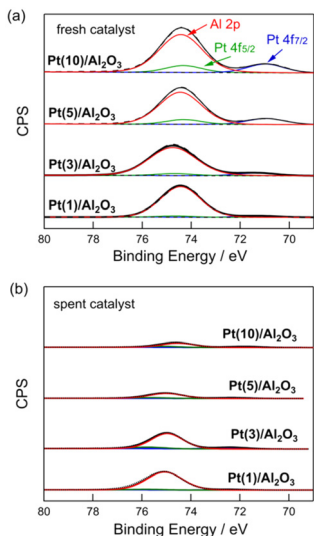 (a)
fresh catalyst
Al 2p
Pt 4f5/2
Pt 4f7/2
Pt(10)/Al2O3
Pt(5)/Al2O3
Pt(3)/Al2O3
Pt(1)/Al2O3
CPS
80 78 76 74 72 70
Binding Energy / eV
(b)
spent catalyst
Pt(10)/Al2O3
Pt(5)/Al2O3
Pt(3)/Al2O3
Pt(1)/Al2O3
CPS
80 78 76 74 72 70
Binding Energy / eV